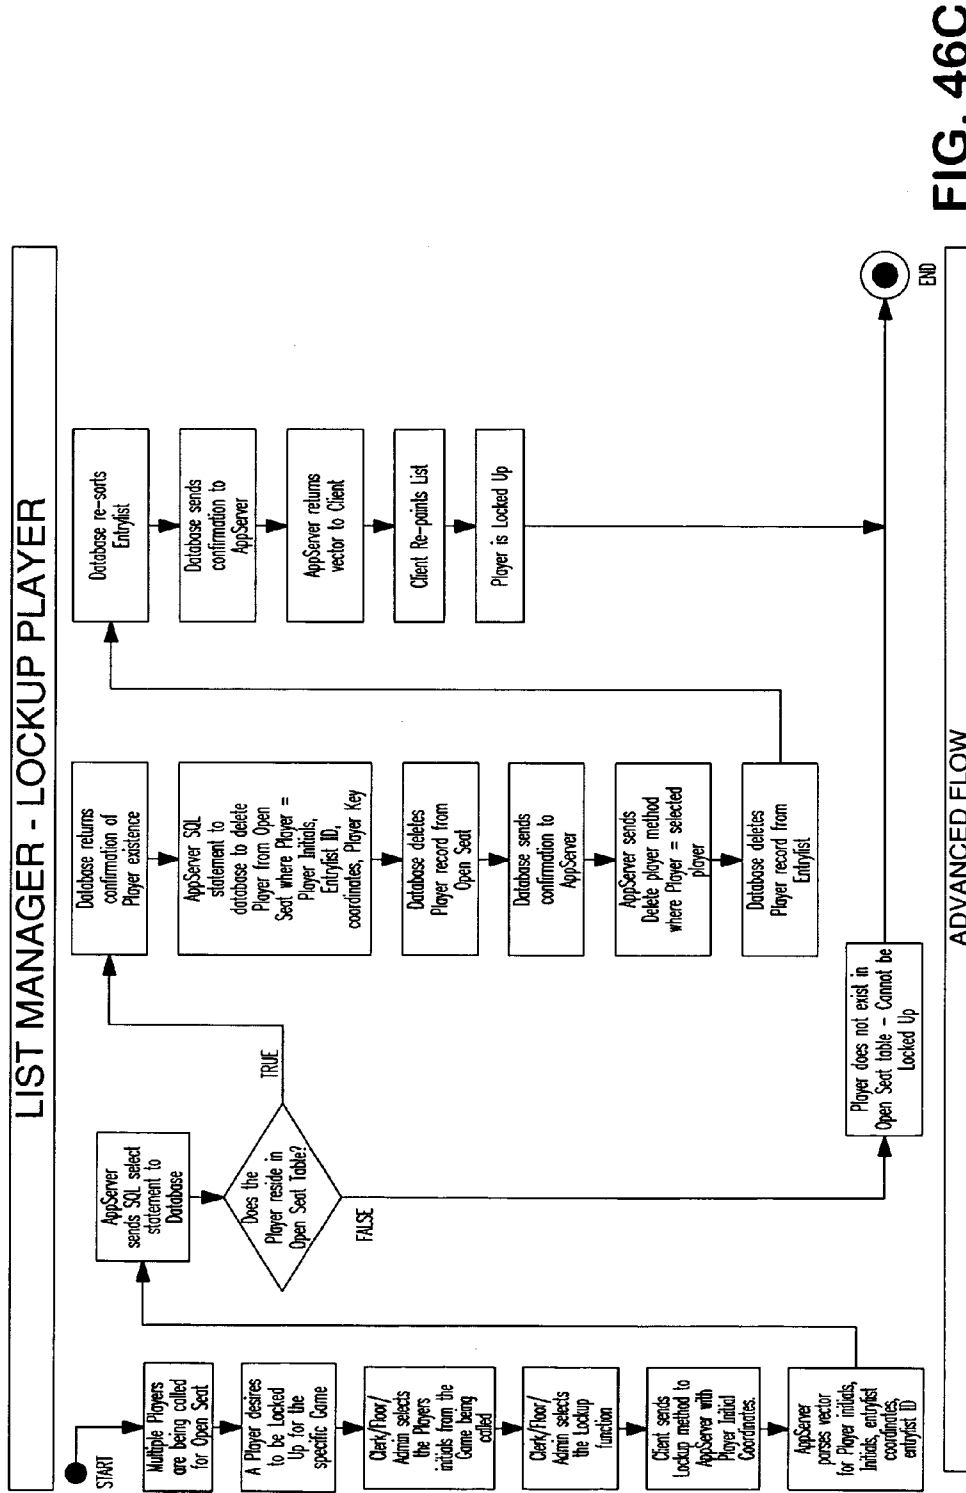 LIST MANAGER - LOCKUP PLAYER
START
Multiple Players
are being called
for Open Seat
A Player desires
to be Locked
Up for the
specific Game
Clerk/Floor/
Admin selects
the Players
initials from the
Game being
called
Clerk/Floor/
Admin selects
the Lockup
function
Client sends
Lockup method to
AppServer with
Player Initial
Coordinates.
AppServer
parses vector
for Player initials,
Initials, entrylist
coordinates,
entrylist ID
AppServer
sends SQL select
statement to
Database
Does the
Player reside in
Open Seat Table?
TRUE
FALSE
Database returns
confirmation of
Player existence
AppServer SQL
statement to
database to delete
Player from Open
Seat where Player =
Player Initials,
Entrylist ID,
coordinates, Player Key
Database deletes
Player record from
Open Seat
Database sends
confirmation to
AppServer
AppServer sends
Delete player method
where Player = selected
player
Database deletes
Player record from
Entrylist
Player does not exist in
Open Seat table - Cannot be
Locked Up
Database re-sorts
Entrylist
Database sends
confirmation to
AppServer
AppServer returns
vector to Client
Client Re-paints List
Player is Locked Up
END
ADVANCED FLOW
FIG. 46C